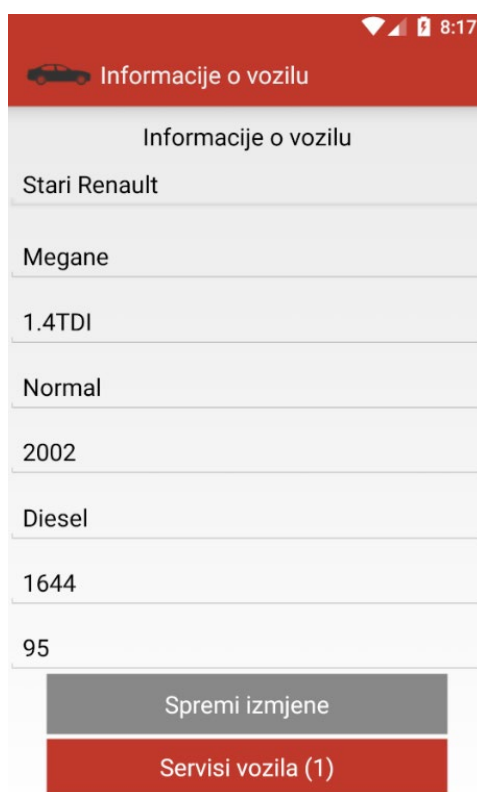 8:17
Informacije o vozilu
Informacije o vozilu
Stari Renault
Megane
1.4TDI
Normal
2002
Diesel
1644
95
Spremi izmjene
Servisi vozila (1)